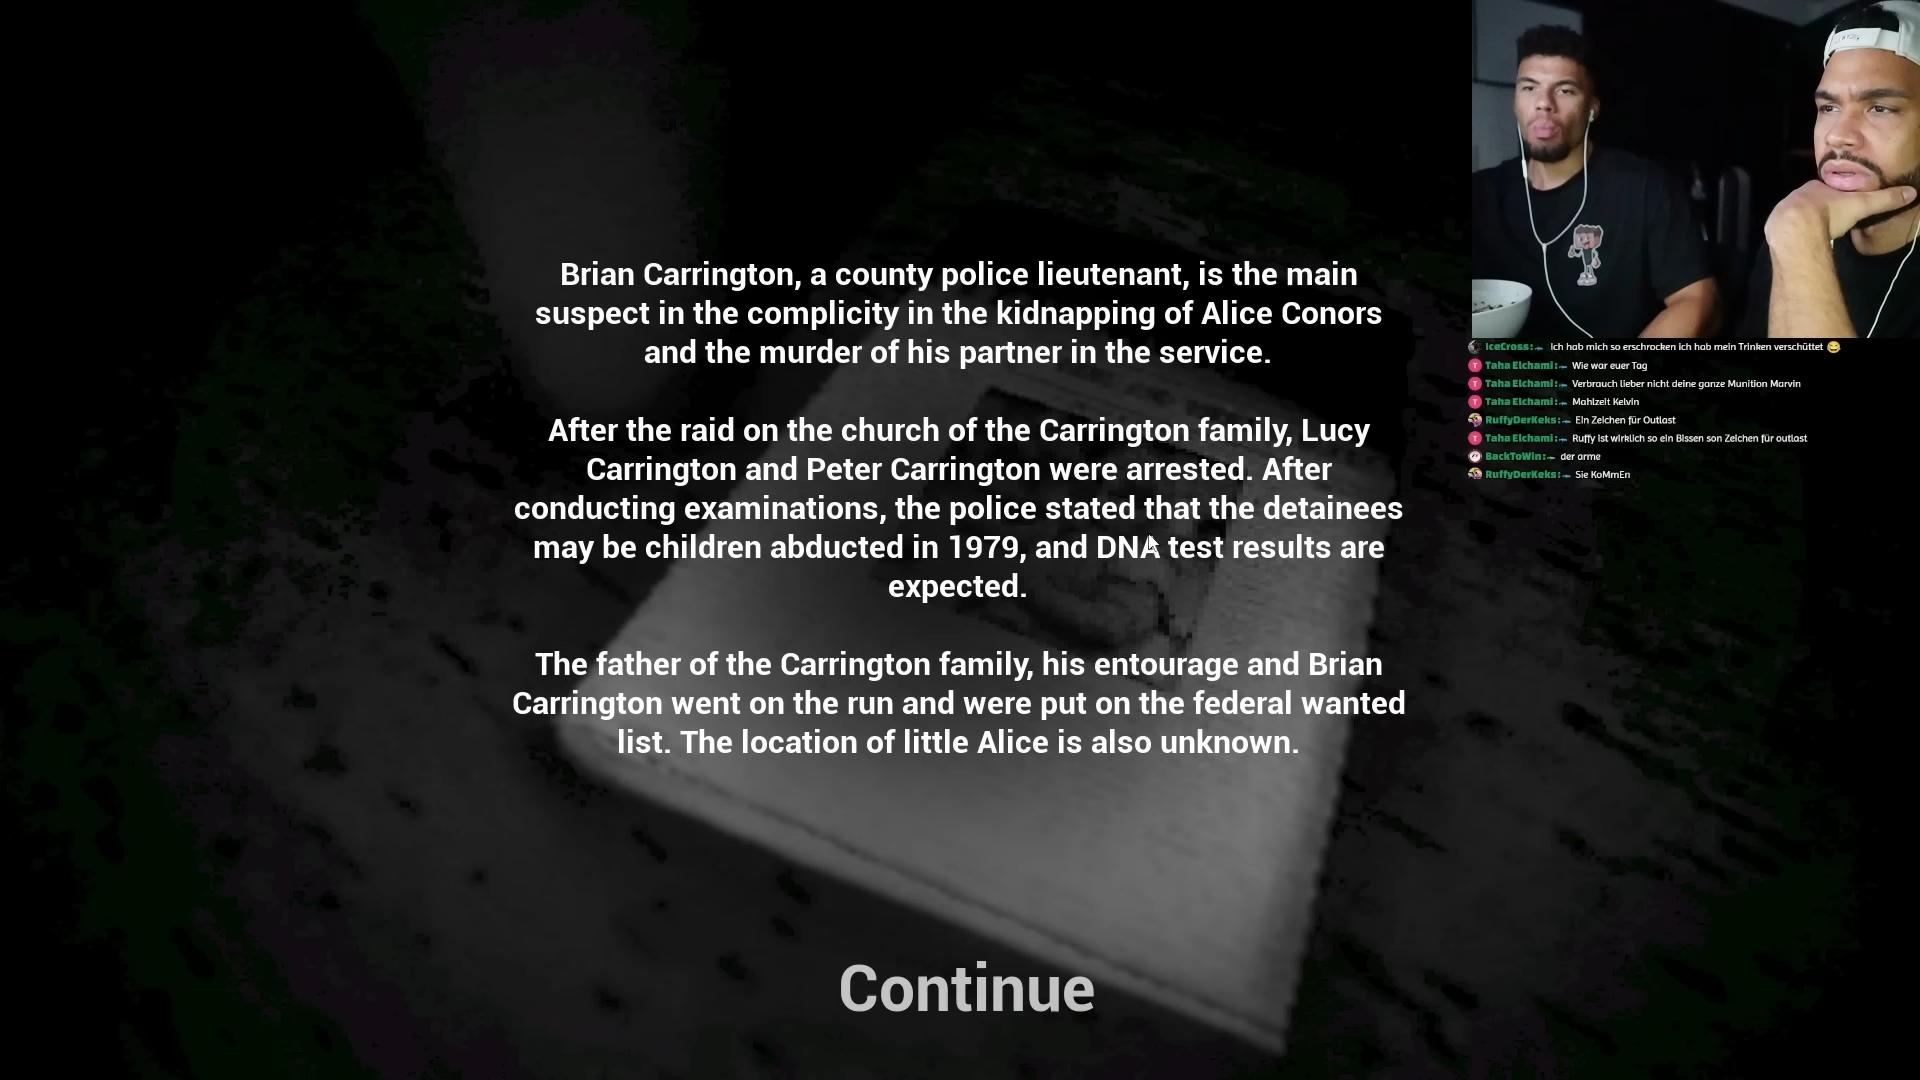 Brian Carrington, a county police lieutenant, is the main
suspect in the complicity in the kidnapping of Alice Conors
and the murder of his partner in the service.
After the raid on the church of the Carrington family, Lucy
Carrington and Peter Carrington were arrested. After
conducting examinations, the police stated that the detainees
may be children abducted in 1979, and DNA test results are
expected.
The father of the Carrington family, his entourage and Brian
Carrington went on the run and were put on the federal wanted
list. The location of little Alice is also unknown.
Continue
IceCross: Ich hab mich so erschrocken ich hab mein Trinken verschüttet 😂
T Taha Elchami: Wie war euer Tag
T Taha Elchami: Verbrauch lieber nicht deine ganze Munition Marvin
T Taha Elchami: Mahlzeit Kelvin
RuffyDerKeks: Ein Zeichen für Outlast
T Taha Elchami: Ruffy ist wirklich so ein Bissen son Zeichen für outlast
BackToWin: der arme
RuffyDerKeks: Sie KoMmEn